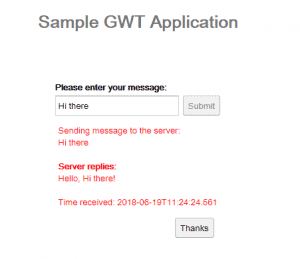 Sample GWT Application
Please enter your message:
Hi there
Submit
Sending message to the server:
Hi there
Server replies:
Hello, Hi there!
Time received: 2018-06-19T11:24:24.561
Thanks